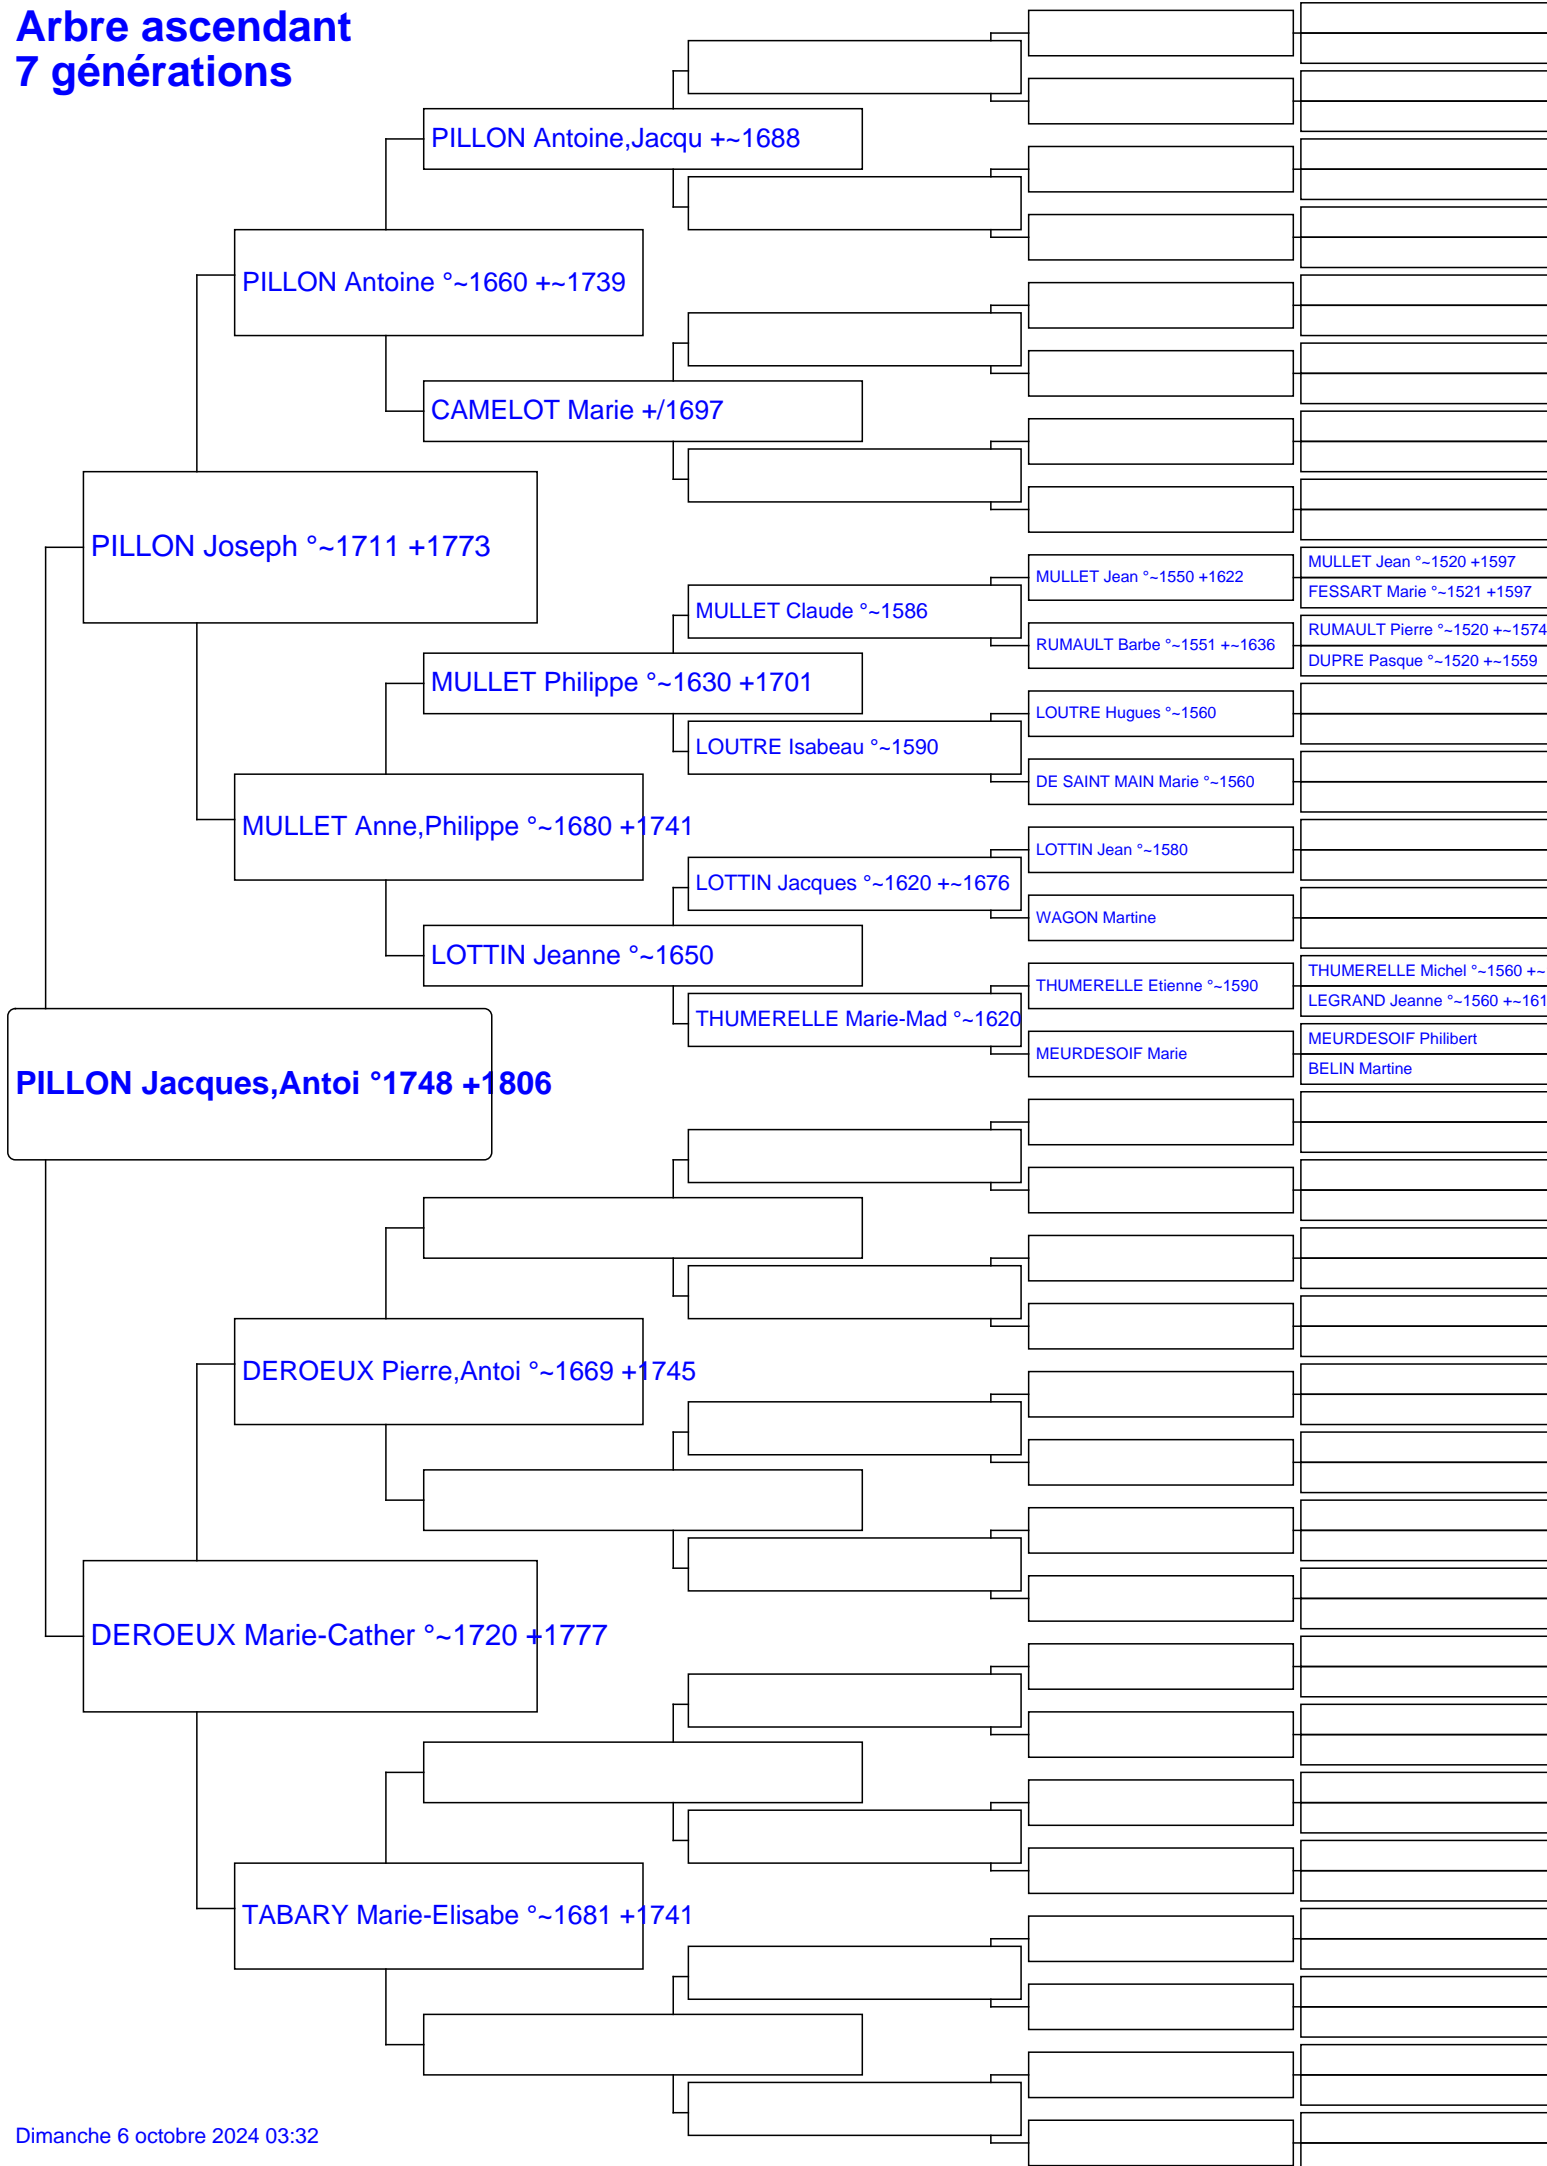 Arbre ascendant
7 générations
PILLON Antoine,Jacqu +~1688
PILLON Antoine °~1660 +~1739
CAMELOT Marie +/1697
PILLON Joseph °~1711 +1773
MULLET Jean °~1520 +1597
MULLET Jean °~1550 +1622
FESSART Marie °~1521 +1597
MULLET Claude °~1586
RUMAULT Pierre °~1520 +~1574
RUMAULT Barbe °~1551 +~1636
DUPRE Pasque °~1520 +~1559
MULLET Philippe °~1630 +1701
LOUTRE Hugues °~1560
LOUTRE Isabeau °~1590
DE SAINT MAIN Marie °~1560
MULLET Anne,Philippe °~1680 +1741
LOTTIN Jean °~1580
LOTTIN Jacques °~1620 +~1676
WAGON Martine
LOTTIN Jeanne °~1650
THUMERELLE Michel °~1560 +~
THUMERELLE Etienne °~1590
LEGRAND Jeanne °~1560 +~161
THUMERELLE Marie-Mad °~1620
MEURDESOIF Philibert
MEURDESOIF Marie
BELIN Martine
PILLON Jacques,Antoi °1748 +1806
DEROEUX Pierre,Antoi °~1669 +1745
DEROEUX Marie-Cather °~1720 +1777
TABARY Marie-Elisabe °~1681 +1741
Dimanche 6 octobre 2024 03:32